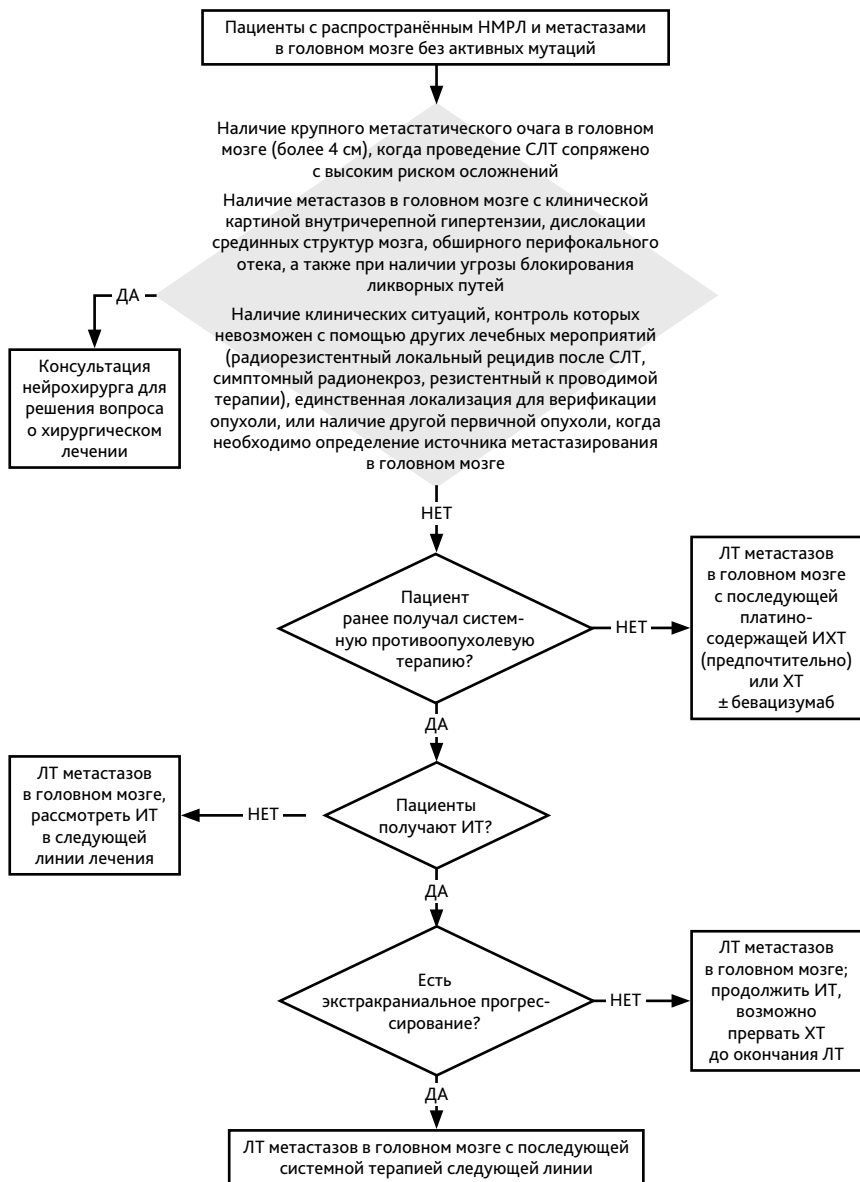 Пациенты с распространённым НМРЛ и метастазами
в головном мозге без активных мутаций
Наличие крупного метастатического очага в головном
мозге (более 4 см), когда проведение СЛТ сопряжено
с высоким риском осложнений
Наличие метастазов в головном мозге с клинической
картиной внутричерепной гипертензии, дислокации
срединных структур мозга, обширного перифокального
отека, а также при наличии угрозы блокирования
ликворных путей
Наличие клинических ситуаций, контроль которых
невозможен с помощью других лечебных мероприятий
(радиорезистентный локальный рецидив после СЛТ,
симптомный радионекроз, резистентный к проводимой
терапии), единственная локализация для верификации
опухоли, или наличие другой первичной опухоли, когда
необходимо определение источника метастазирования
в головном мозге
ДА
Консультация
нейрохирурга для
решения вопроса
о хирургическом
лечении
НЕТ
Пациент
ранее получал систем-
ную противоопухолевую
терапию?
НЕТ
ЛТ метастазов
в головном мозге
с последующей
платино-
содержащей ИХТ
(предпочтительно)
или ХТ
± бевацизумаб
ДА
Пациенты
получают ИТ?
НЕТ
ЛТ метастазов
в головном мозге,
рассмотреть ИТ
в следующей
линии лечения
ДА
Есть
экстракраниальное прогрес-
сирование?
НЕТ
ЛТ метастазов
в головном мозге;
продолжить ИТ,
возможно
прервать ХТ
до окончания ЛТ
ДА
ЛТ метастазов в головном мозге с последующей
системной терапией следующей линии